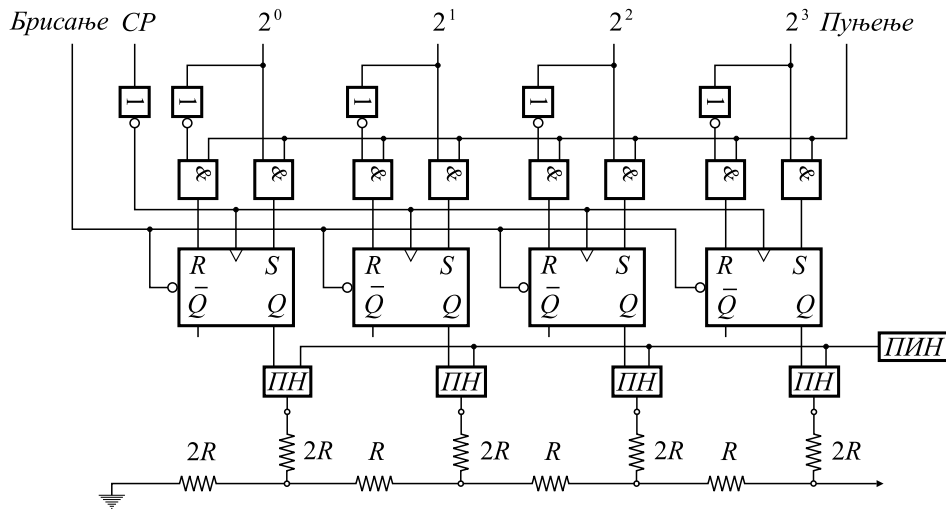 Брисање CP 2⁰ 2¹ 2² 2³ Пуњење
1 1 1 1 1
& & & & & & & &
R S R S R S R S
Q̅ Q Q̅ Q Q̅ Q Q̅ Q
ПИН
ПН ПН ПН ПН
2R 2R R 2R R 2R R 2R